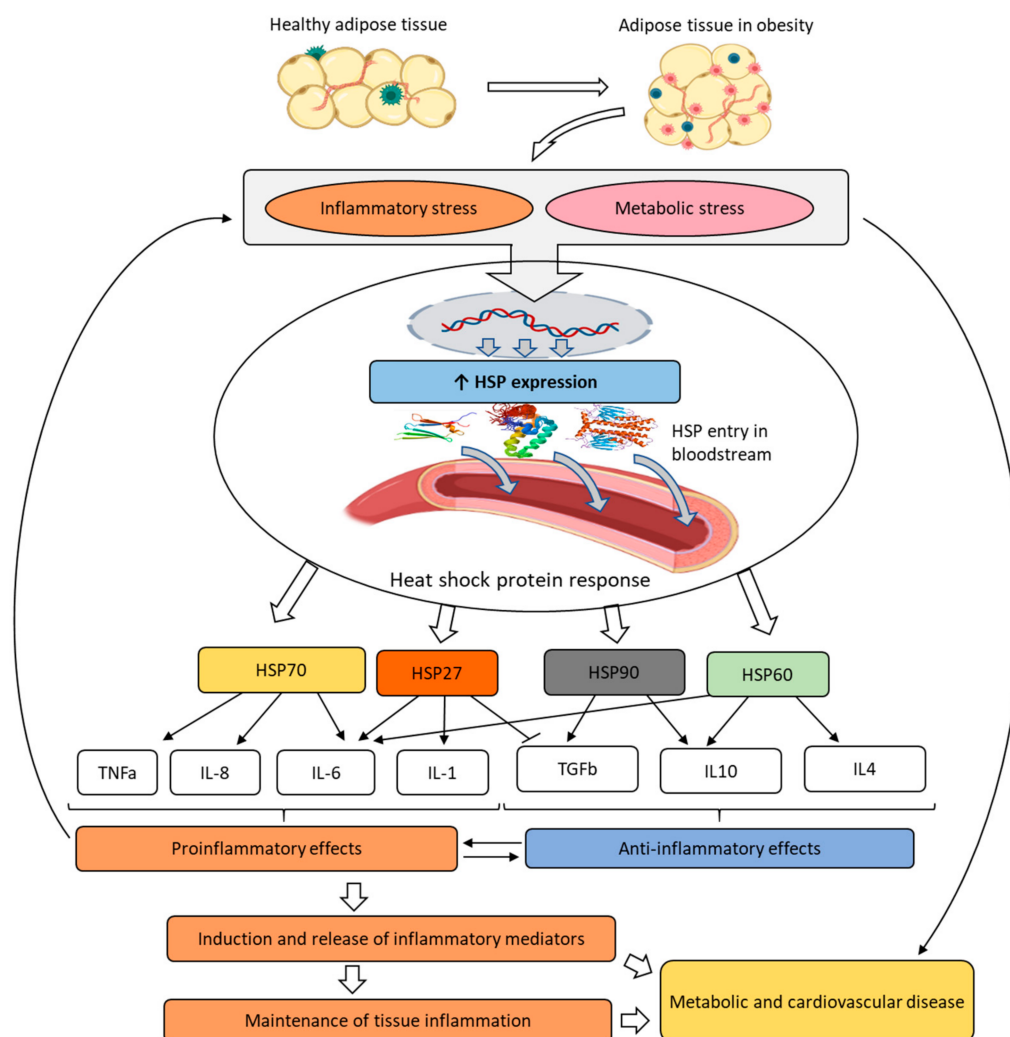 Healthy adipose tissue
Adipose tissue in obesity
Inflammatory stress
Metabolic stress
↑ HSP expression
HSP entry in
bloodstream
Heat shock protein response
HSP70
HSP27
HSP90
HSP60
TNFa
IL-8
IL-6
IL-1
TGFb
IL10
IL4
Proinflammatory effects
Anti-inflammatory effects
Induction and release of inflammatory mediators
Metabolic and cardiovascular disease
Maintenance of tissue inflammation